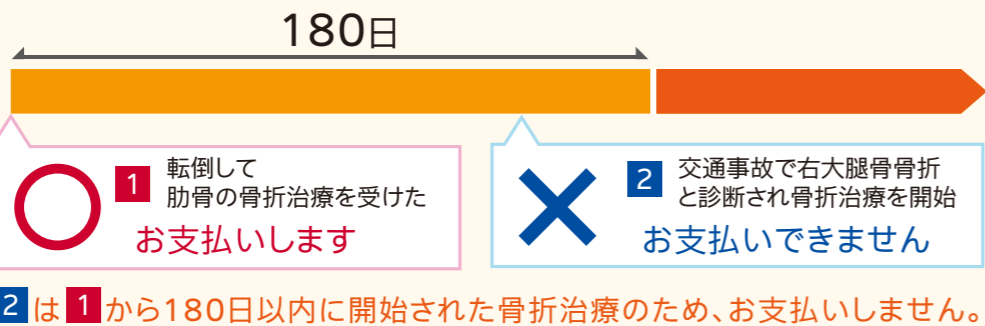 180日
1 転倒して
肋骨の骨折治療を受けた
お支払いします
2 交通事故で右大腿骨骨折
と診断され骨折治療を開始
お支払いできません
2は1から180日以内に開始された骨折治療のため、お支払いしません。